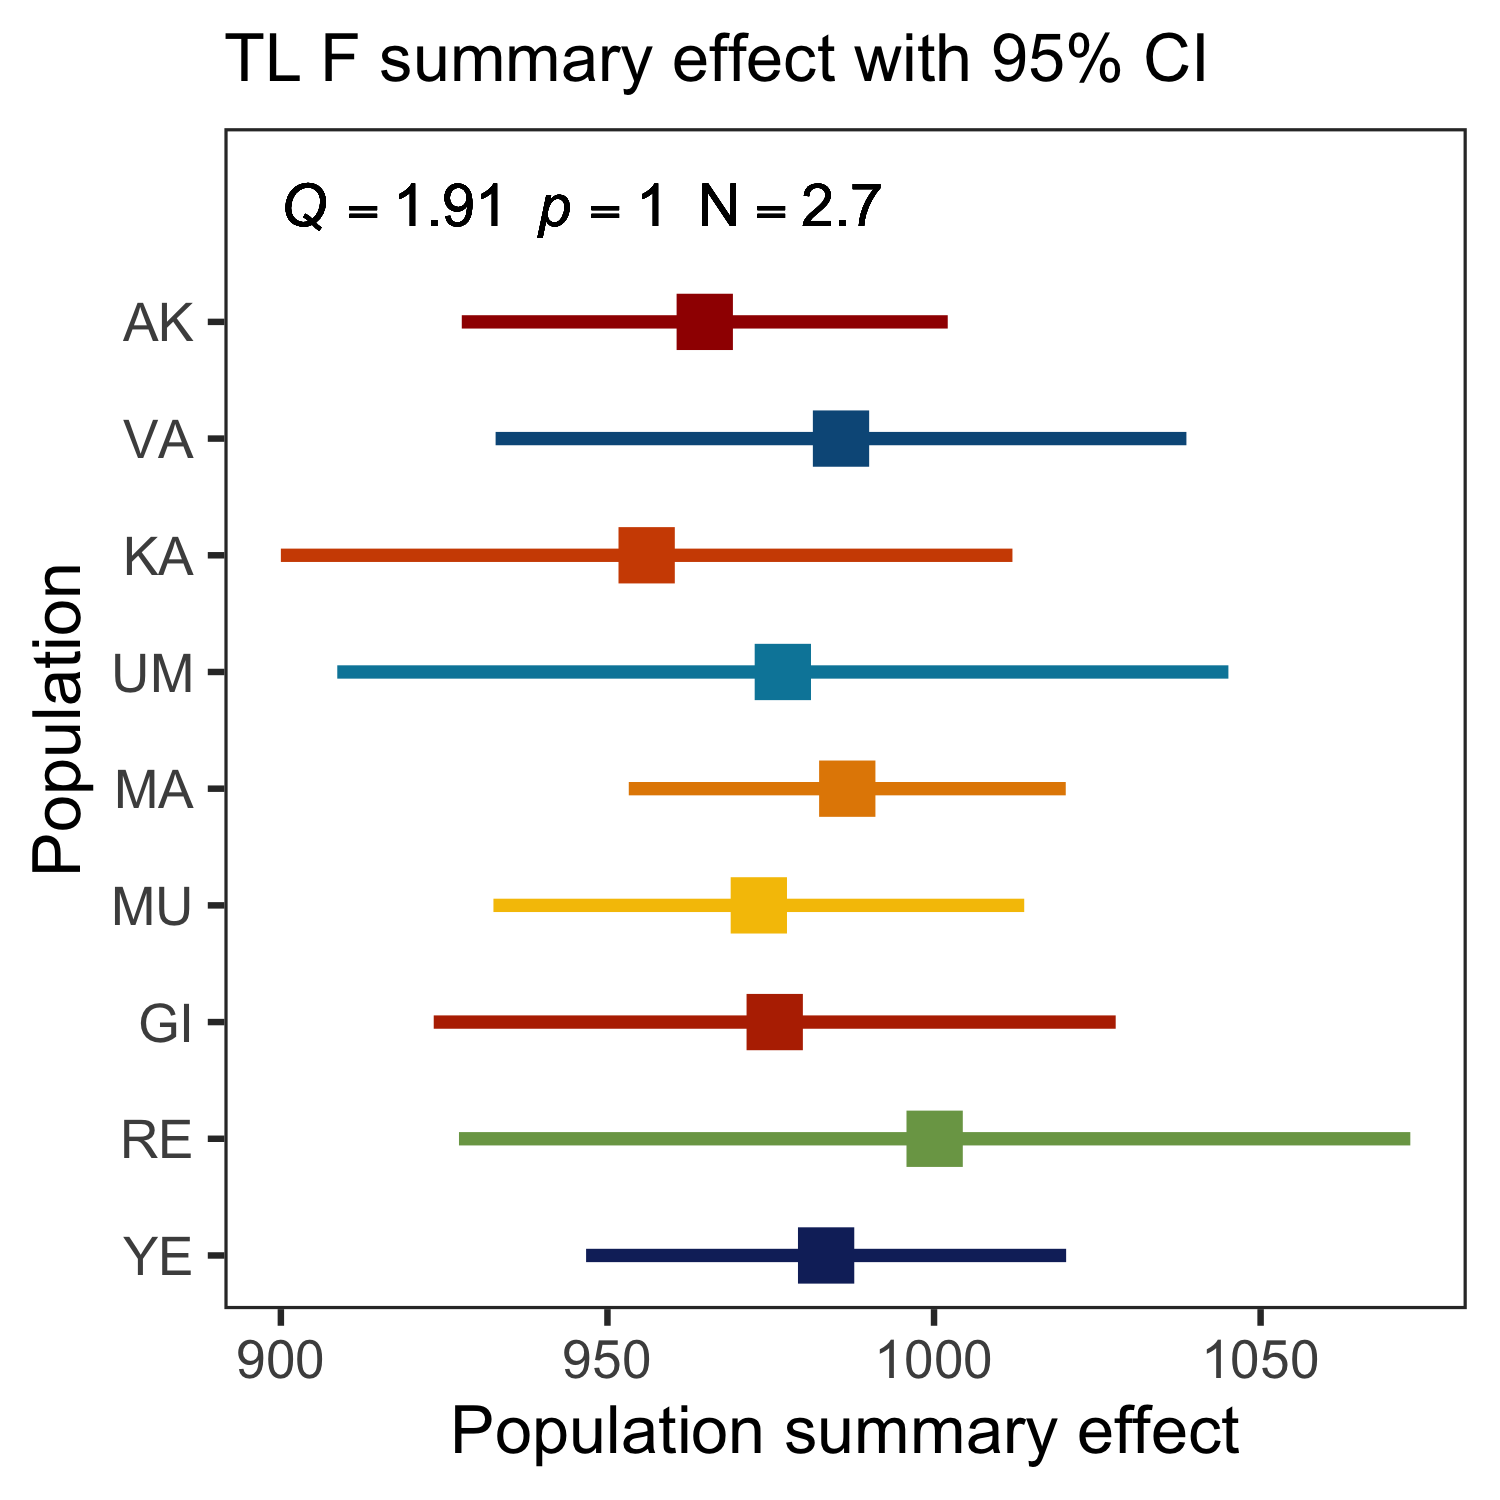 TL F summary effect with 95% CI
Q = 1.91 p = 1 N = 2.7
AK
VA
KA
UM
MA
MU
GI
RE
YE
Population
900 950 1000 1050
Population summary effect